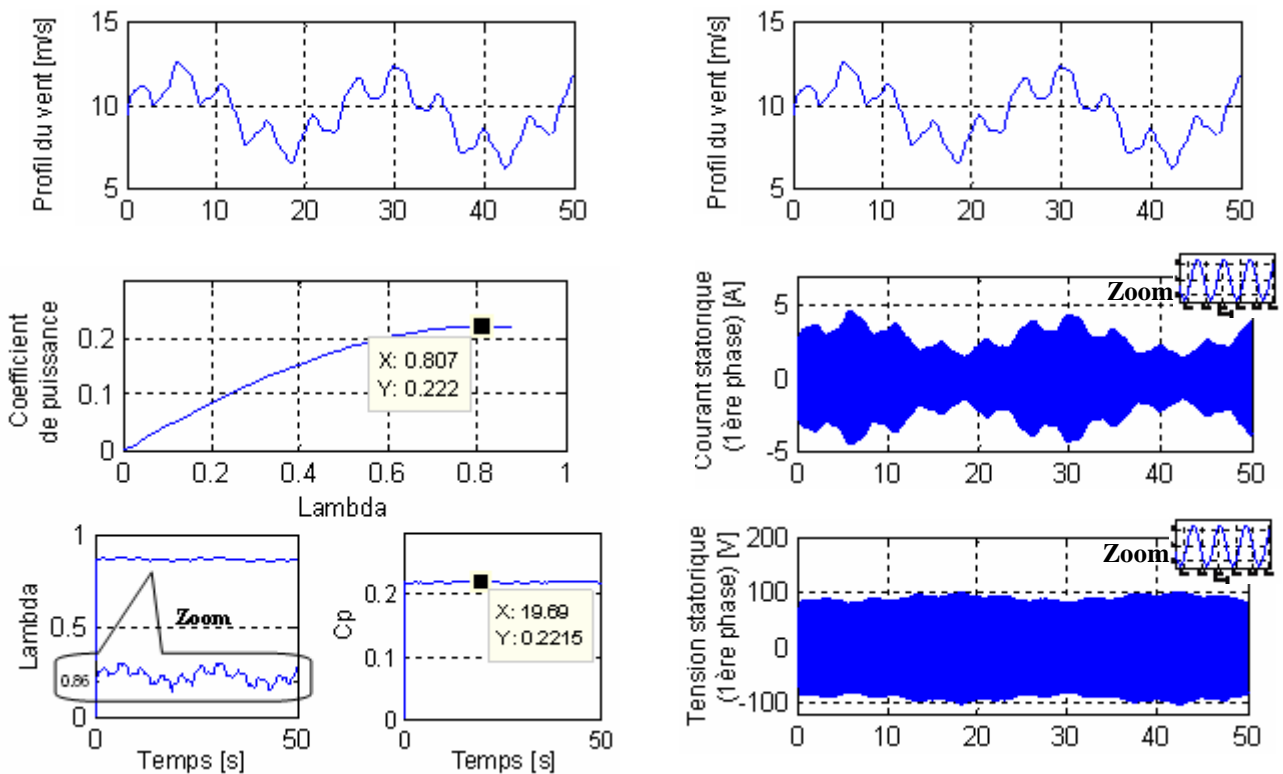 Profil du vent [m/s]
15
10
5
0 10 20 30 40 50
Profil du vent [m/s]
15
10
5
0 10 20 30 40 50
Coefficient
de puissance
0.2
0.1
0
X: 0.807
Y: 0.222
0 0.2 0.4 0.6 0.8 1
Lambda
Courant statorique
(1ère phase) [A]
5
0
-5
Zoom
0 10 20 30 40 50
Lambda
1
0.5
0
Zoom
0.86
0 50
Temps [s]
Cp
0.2
0.1
0
X: 19.69
Y: 0.2215
0 50
Temps [s]
Tension statorique
(1ère phase) [V]
200
100
0
-100
Zoom
0 10 20 30 40 50